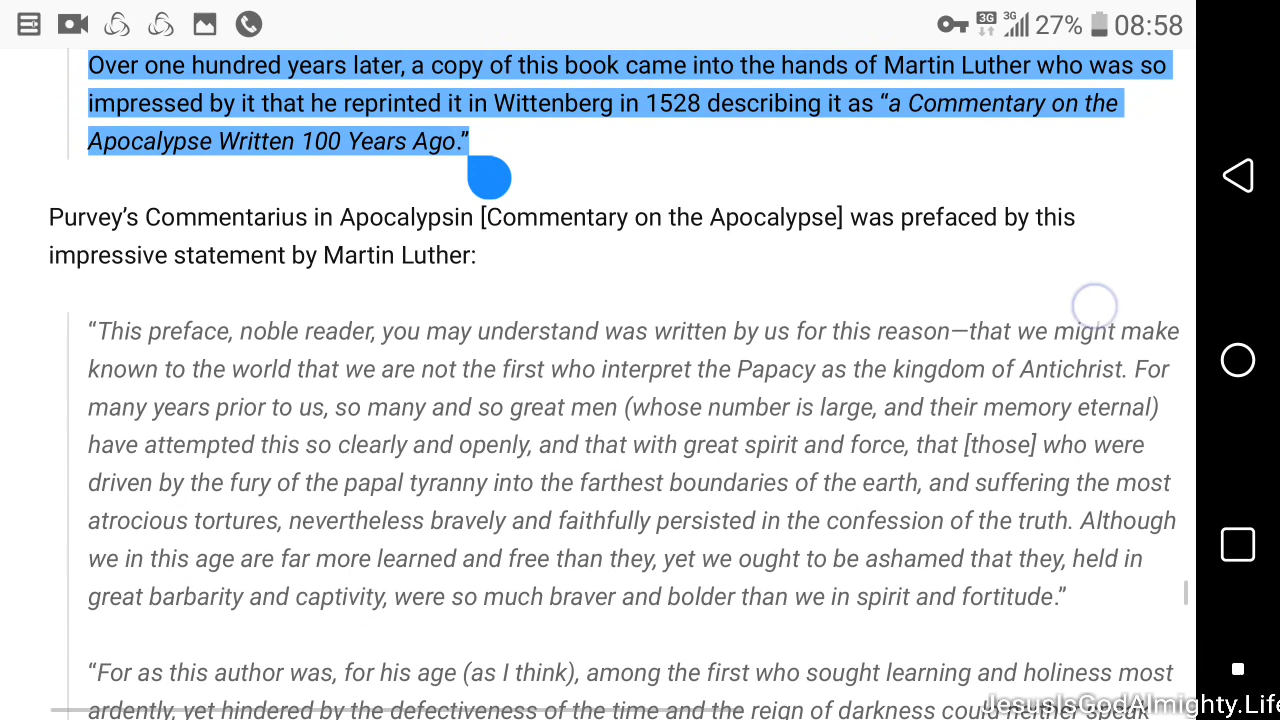 3G 3G 27% 08:58
Over one hundred years later, a copy of this book came into the hands of Martin Luther who was so
impressed by it that he reprinted it in Wittenberg in 1528 describing it as “a Commentary on the
Apocalypse Written 100 Years Ago.”
Purvey’s Commentarius in Apocalypsin [Commentary on the Apocalypse] was prefaced by this
impressive statement by Martin Luther:
“This preface, noble reader, you may understand was written by us for this reason—that we might make
known to the world that we are not the first who interpret the Papacy as the kingdom of Antichrist. For
many years prior to us, so many and so great men (whose number is large, and their memory eternal)
have attempted this so clearly and openly, and that with great spirit and force, that [those] who were
driven by the fury of the papal tyranny into the farthest boundaries of the earth, and suffering the most
atrocious tortures, nevertheless bravely and faithfully persisted in the confession of the truth. Although
we in this age are far more learned and free than they, yet we ought to be ashamed that they, held in
great barbarity and captivity, were so much braver and bolder than we in spirit and fortitude.”
“For as this author was, for his age (as I think), among the first who sought learning and holiness most
ardently, yet hindered by the defectiveness of the time and the reign of darkness could neither speak
JesusIsGodAlmighty.Life